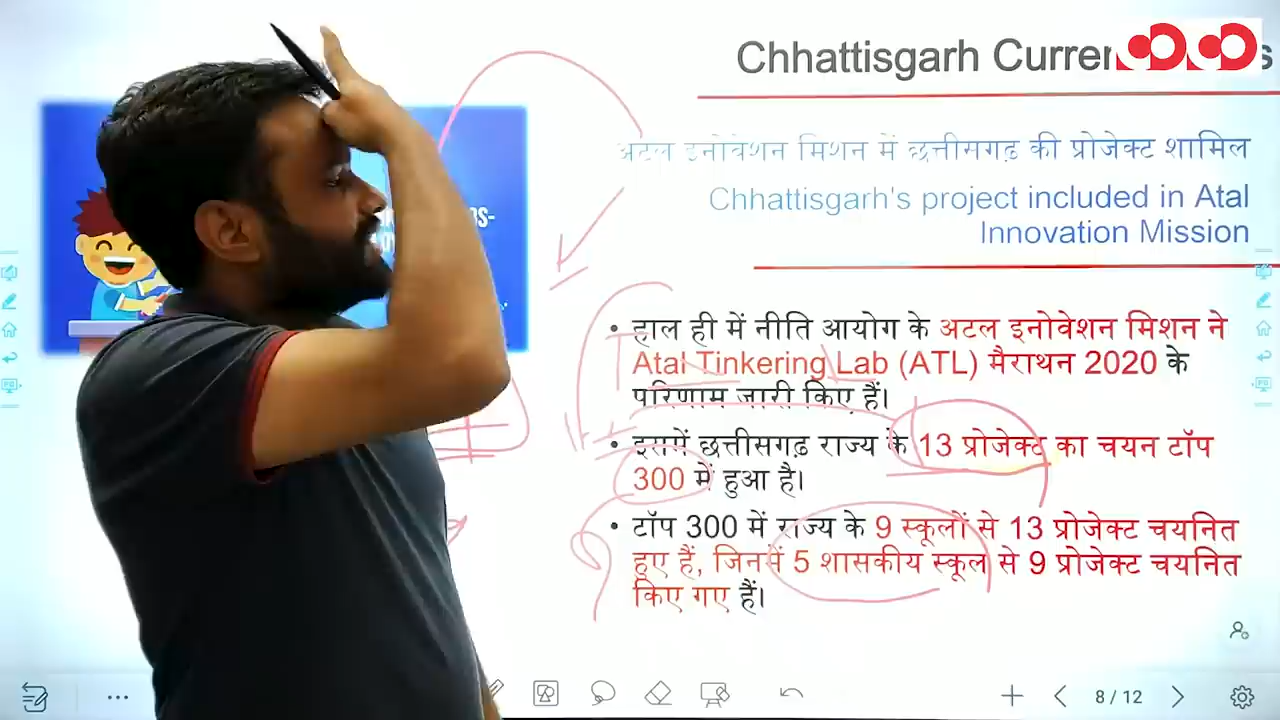 Chhattisgarh Curren
अटल इनोवेशन मिशन में छत्तीसगढ़ की प्रोजेक्ट शामिल
Chhattisgarh's project included in Atal
Innovation Mission
• हाल ही में नीति आयोग के अटल इनोवेशन मिशन ने
Atal Tinkering Lab (ATL) मैराथन 2020 के
परिणाम जारी किए हैं।
• इसमें छत्तीसगढ़ राज्य के 13 प्रोजेक्ट का चयन टॉप
300 में हुआ है।
• टॉप 300 में राज्य के 9 स्कूलों से 13 प्रोजेक्ट चयनित
हुए हैं, जिनमें 5 शासकीय स्कूल से 9 प्रोजेक्ट चयनित
किए गए हैं।
8 / 12